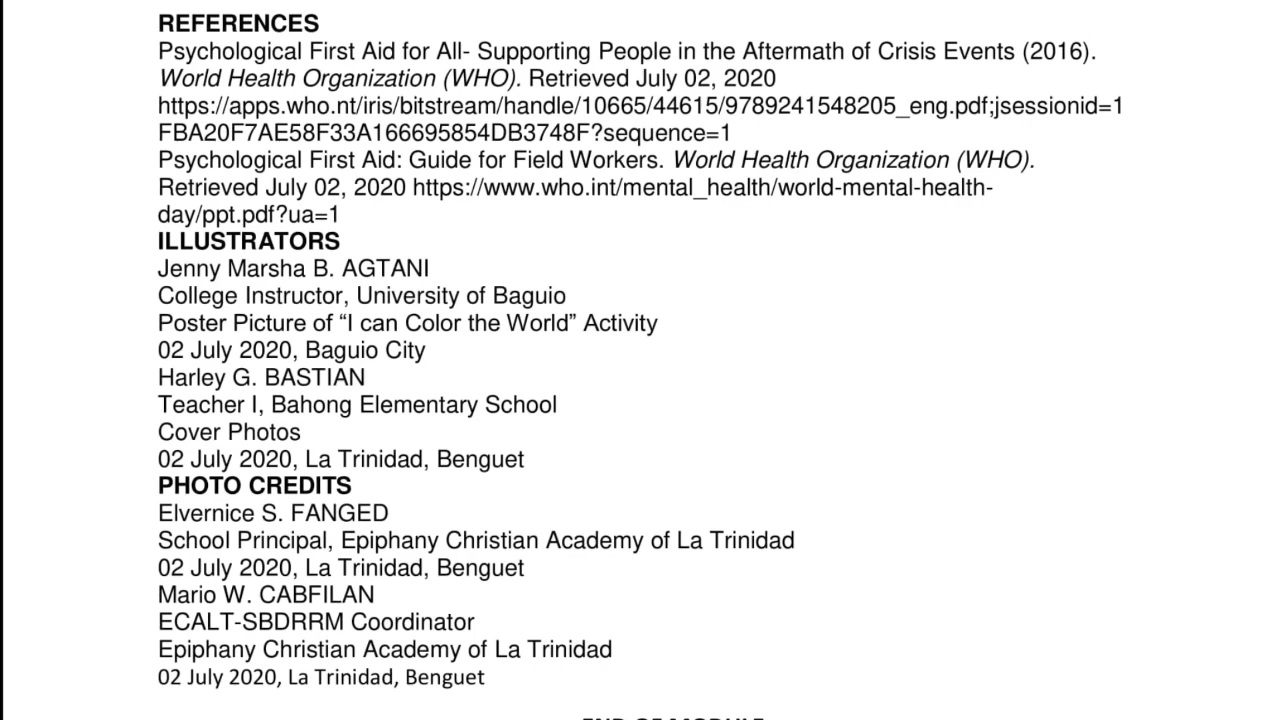 REFERENCES
Psychological First Aid for All- Supporting People in the Aftermath of Crisis Events (2016).
World Health Organization (WHO). Retrieved July 02, 2020
https://apps.who.nt/iris/bitstream/handle/10665/44615/9789241548205_eng.pdf;jsessionid=1
FBA20F7AE58F33A166695854DB3748F?sequence=1
Psychological First Aid: Guide for Field Workers. World Health Organization (WHO).
Retrieved July 02, 2020 https://www.who.int/mental_health/world-mental-health-
day/ppt.pdf?ua=1
ILLUSTRATORS
Jenny Marsha B. AGTANI
College Instructor, University of Baguio
Poster Picture of “I can Color the World” Activity
02 July 2020, Baguio City
Harley G. BASTIAN
Teacher I, Bahong Elementary School
Cover Photos
02 July 2020, La Trinidad, Benguet
PHOTO CREDITS
Elvernice S. FANGED
School Principal, Epiphany Christian Academy of La Trinidad
02 July 2020, La Trinidad, Benguet
Mario W. CABFILAN
ECALT-SBDRRM Coordinator
Epiphany Christian Academy of La Trinidad
02 July 2020, La Trinidad, Benguet